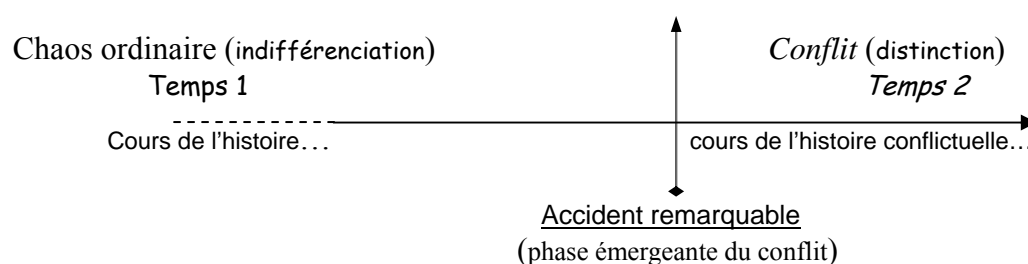 Chaos ordinaire (indifférenciation)
Temps 1
Conflit (distinction)
Temps 2
Cours de l'histoire…
cours de l'histoire conflictuelle…
Accident remarquable
(phase émergeante du conflit)